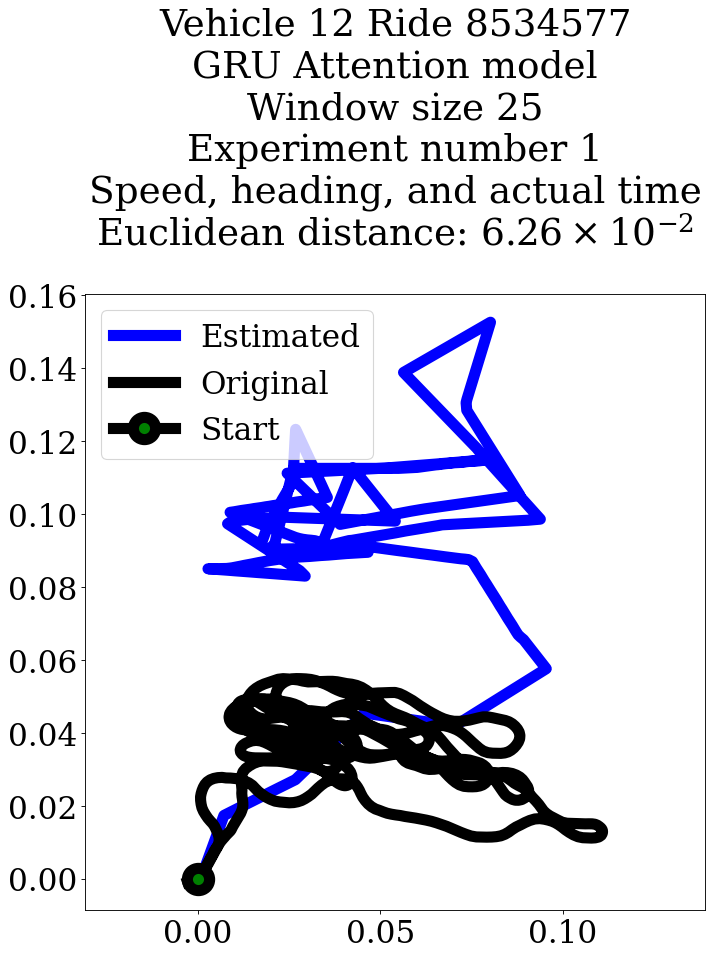 Vehicle 12 Ride 8534577
GRU Attention model
Window size 25
Experiment number 1
Speed, heading, and actual time
Euclidean distance: 6.26 × 10⁻²
0.16
Estimated
0.14
Original
0.12
Start
0.10
0.08
0.06
0.04
0.02
0.00
0.00 0.05 0.10